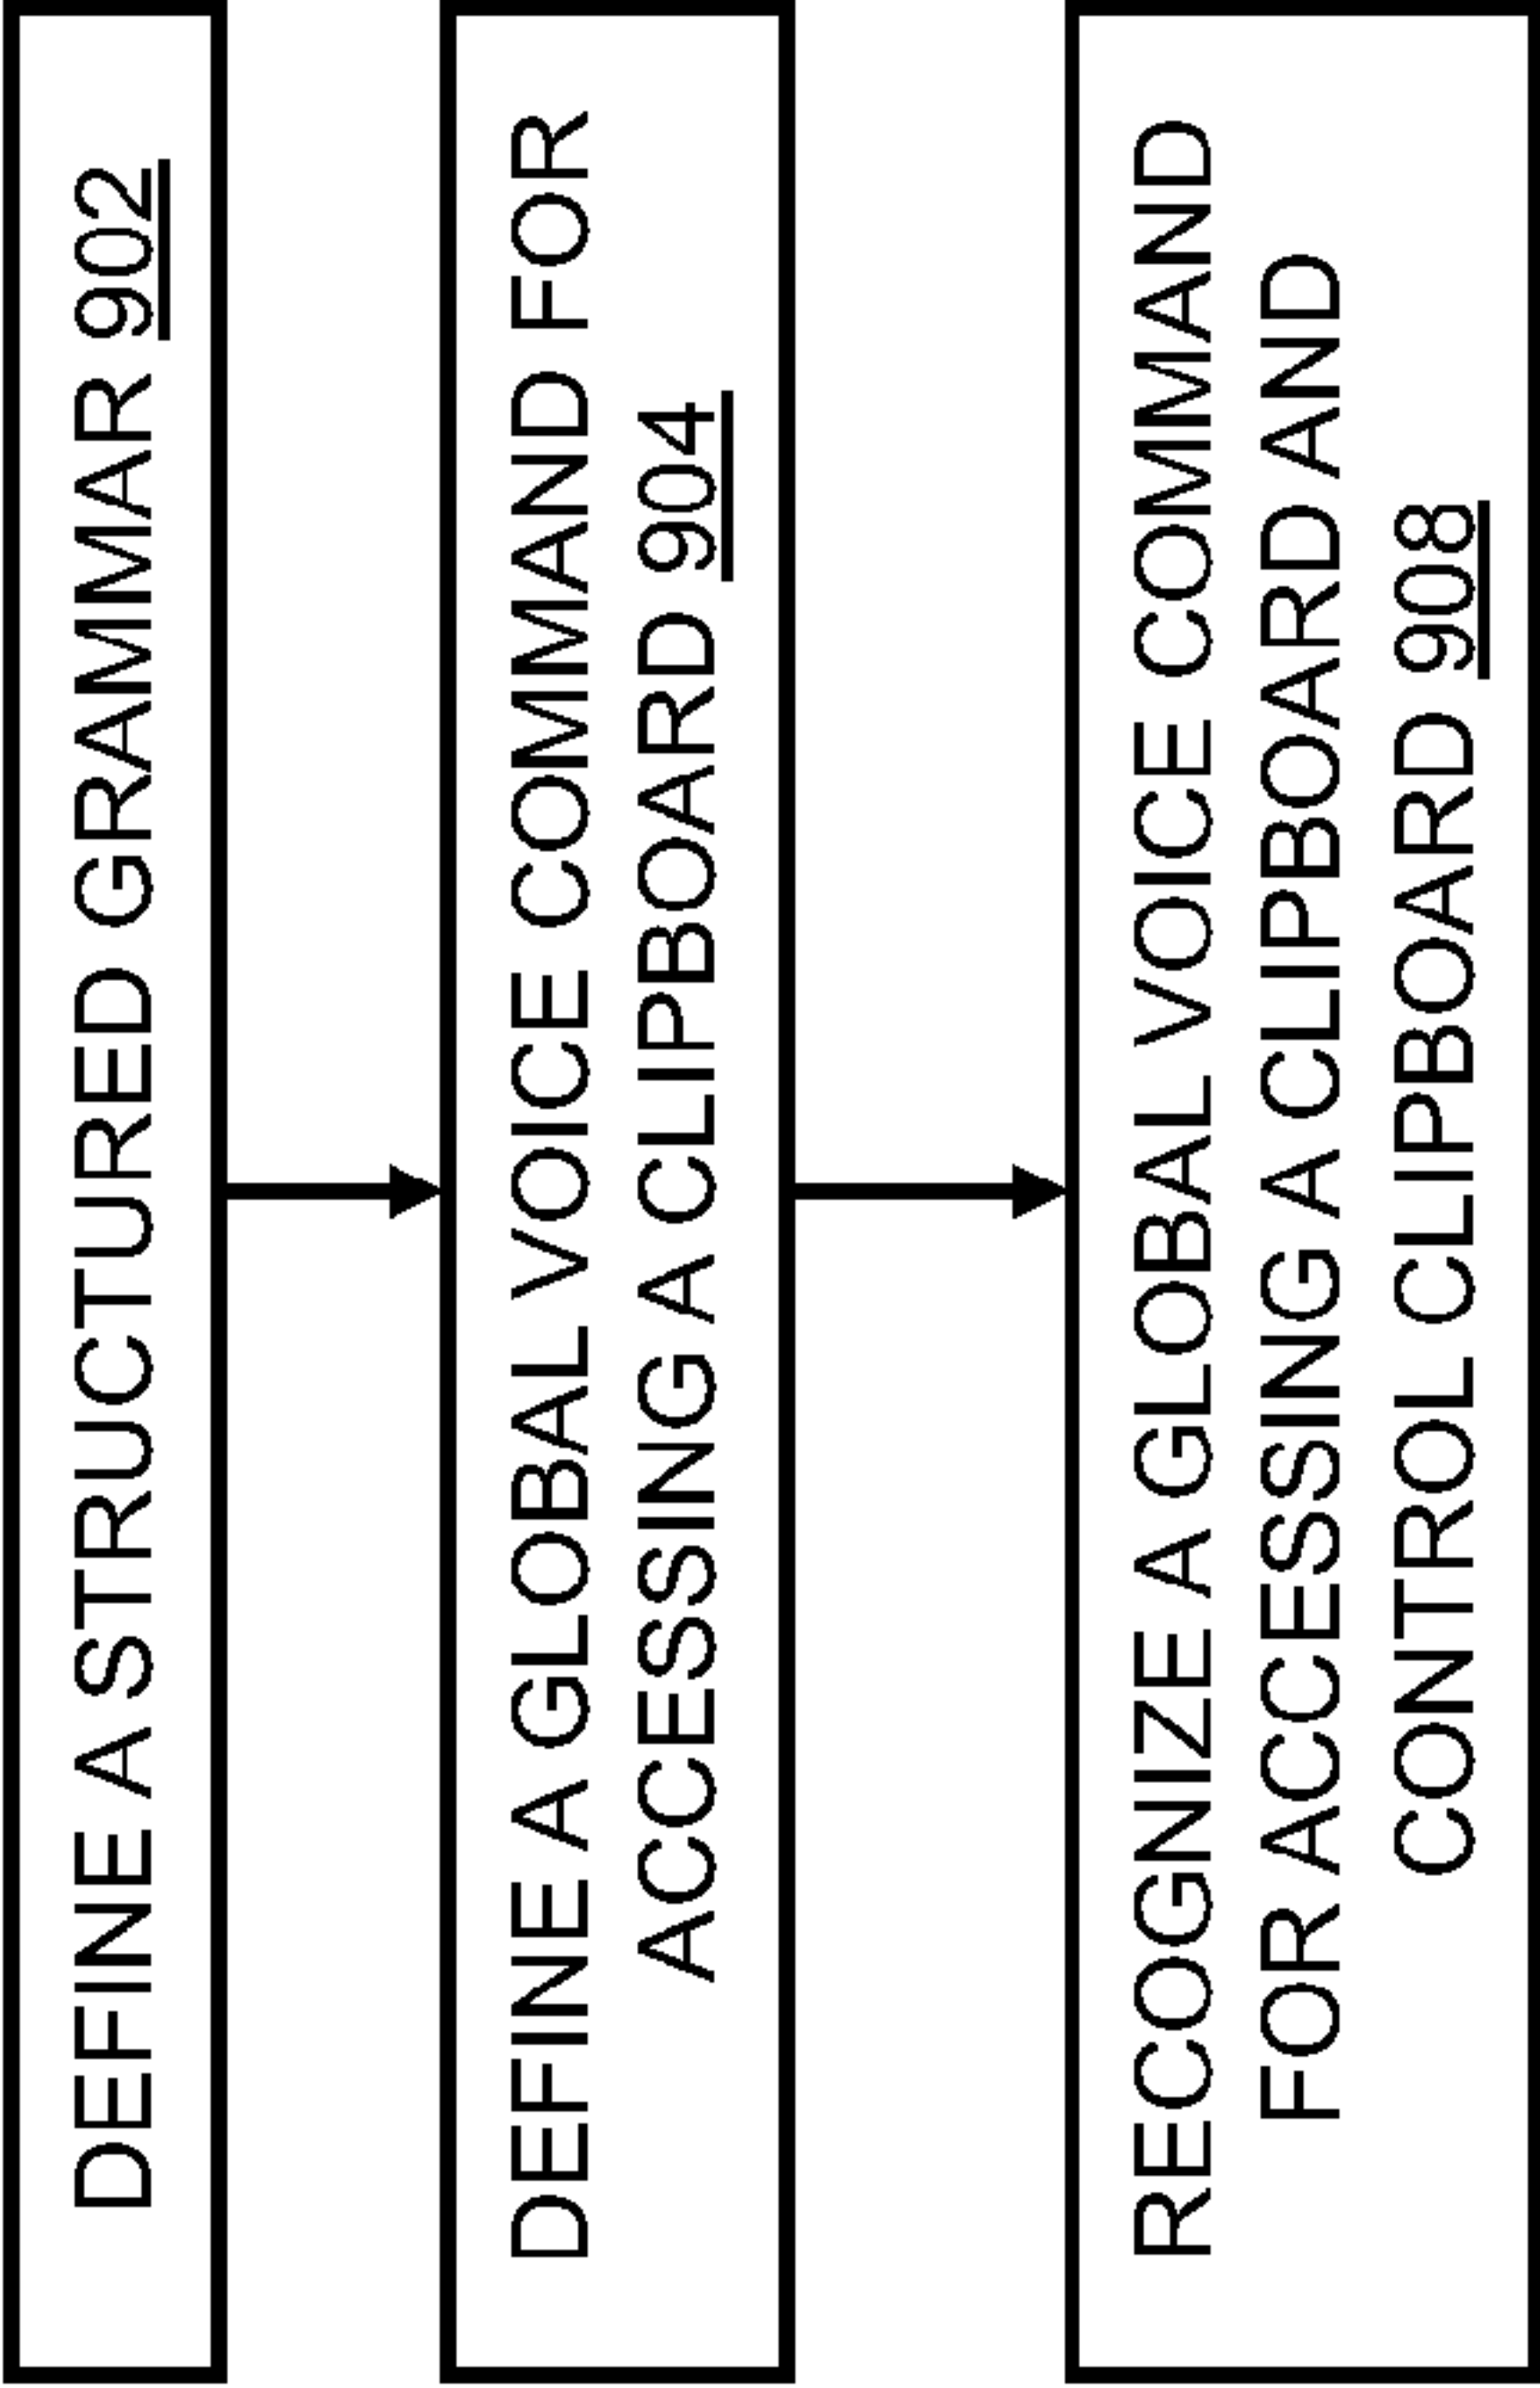 DEFINE A STRUCTURED GRAMMAR 902
DEFINE A GLOBAL VOICE COMMAND FOR
ACCESSING A CLIPBOARD 904
RECOGNIZE A GLOBAL VOICE COMMAND
FOR ACCESSING A CLIPBOARD AND
CONTROL CLIPBOARD 908